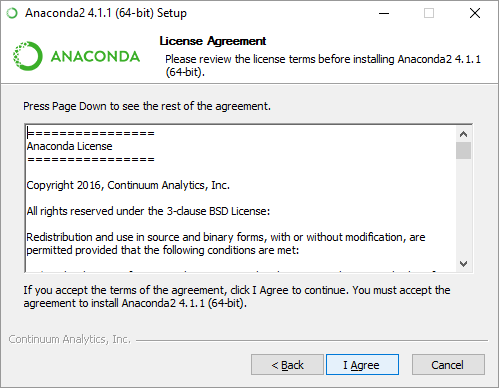 Anaconda2 4.1.1 (64-bit) Setup
ANACONDA
License Agreement
Please review the license terms before installing Anaconda2 4.1.1
(64-bit).
Press Page Down to see the rest of the agreement.
================
Anaconda License
================
Copyright 2016, Continuum Analytics, Inc.
All rights reserved under the 3-clause BSD License:
Redistribution and use in source and binary forms, with or without modification, are
permitted provided that the following conditions are met:
If you accept the terms of the agreement, click I Agree to continue. You must accept the
agreement to install Anaconda2 4.1.1 (64-bit).
Continuum Analytics, Inc.
< Back
I Agree
Cancel